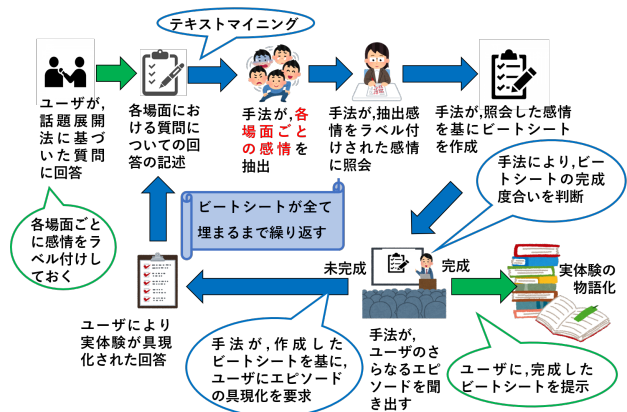 テキストマイニング
ユーザが,
話題展開
法に基づ
いた質問
に回答
各場面にお
ける質問に
ついての回
答の記述
手法が,各
場面ごと
の感情を
抽出
手法が,抽出感
情をラベル付
けされた感情
に照会
手法が,照会した感情
を基にビートシート
を作成
手法により,ビー
トシートの完成
度合いを判断
各場面ごと
に感情をラ
ベル付けし
ておく
ビートシートが全て
埋まるまで繰り返す
未完成
完成
実体験の
物語化
ユーザにより
実体験が具現
化された回答
手法が,作成した
ビートシートを基に,
ユーザにエピソード
の具現化を要求
手法が,
ユーザのさ
らなるエピ
ソードを聞
き出す
ユーザに,完成した
ビートシートを提示